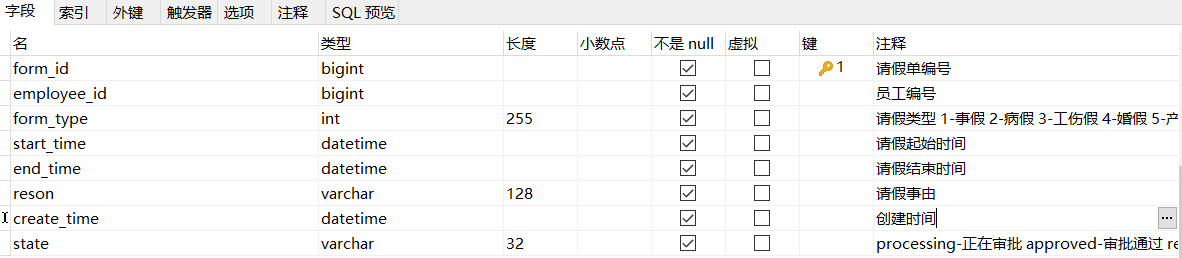 字段 索引 外键 触发器 选项 注释 SQL 预览
名 类型 长度 小数点 不是 null 虚拟 键 注释
form_id bigint 1 请假单编号
employee_id bigint 员工编号
form_type int 255 请假类型 1-事假 2-病假 3-工伤假 4-婚假 5-产
start_time datetime 请假起始时间
end_time datetime 请假结束时间
reson varchar 128 请假事由
create_time datetime 创建时间 ...
state varchar 32 processing-正在审批 approved-审批通过 re